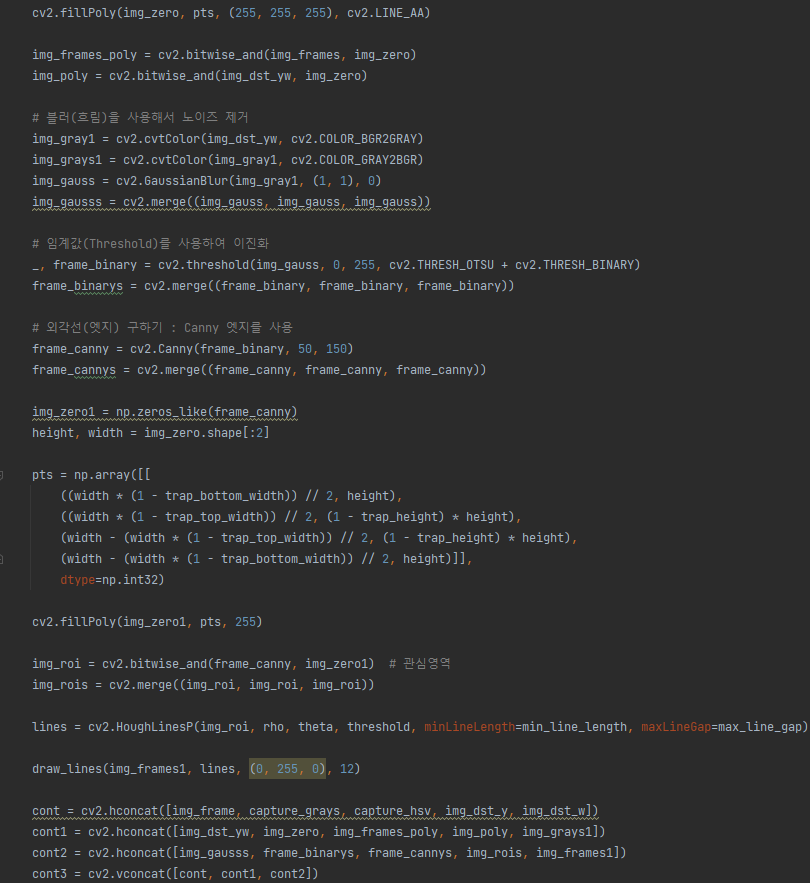 cv2.fillPoly(img_zero, pts, (255, 255, 255), cv2.LINE_AA)
img_frames_poly = cv2.bitwise_and(img_frames, img_zero)
img_poly = cv2.bitwise_and(img_dst_yw, img_zero)
# 블러(흐림)을 사용해서 노이즈 제거
img_gray1 = cv2.cvtColor(img_dst_yw, cv2.COLOR_BGR2GRAY)
img_grays1 = cv2.cvtColor(img_gray1, cv2.COLOR_GRAY2BGR)
img_gauss = cv2.GaussianBlur(img_gray1, (1, 1), 0)
img_gausss = cv2.merge((img_gauss, img_gauss, img_gauss))
# 임계값(Threshold)를 사용하여 이진화
_, frame_binary = cv2.threshold(img_gauss, 0, 255, cv2.THRESH_OTSU + cv2.THRESH_BINARY)
frame_binarys = cv2.merge((frame_binary, frame_binary, frame_binary))
# 외각선(엣지) 구하기 : Canny 엣지를 사용
frame_canny = cv2.Canny(frame_binary, 50, 150)
frame_cannys = cv2.merge((frame_canny, frame_canny, frame_canny))
img_zero1 = np.zeros_like(frame_canny)
height, width = img_zero.shape[:2]
pts = np.array([[
((width * (1 - trap_bottom_width)) // 2, height),
((width * (1 - trap_top_width)) // 2, (1 - trap_height) * height),
(width - (width * (1 - trap_top_width)) // 2, (1 - trap_height) * height),
(width - (width * (1 - trap_bottom_width)) // 2, height)]],
dtype=np.int32)
cv2.fillPoly(img_zero1, pts, 255)
img_roi = cv2.bitwise_and(frame_canny, img_zero1)  # 관심영역
img_rois = cv2.merge((img_roi, img_roi, img_roi))
lines = cv2.HoughLinesP(img_roi, rho, theta, threshold, minLineLength=min_line_length, maxLineGap=max_line_gap)
draw_lines(img_frames1, lines, (0, 255, 0), 12)
cont = cv2.hconcat([img_frame, capture_grays, capture_hsv, img_dst_y, img_dst_w])
cont1 = cv2.hconcat([img_dst_yw, img_zero, img_frames_poly, img_poly, img_grays1])
cont2 = cv2.hconcat([img_gausss, frame_binarys, frame_cannys, img_rois, img_frames1])
cont3 = cv2.vconcat([cont, cont1, cont2])